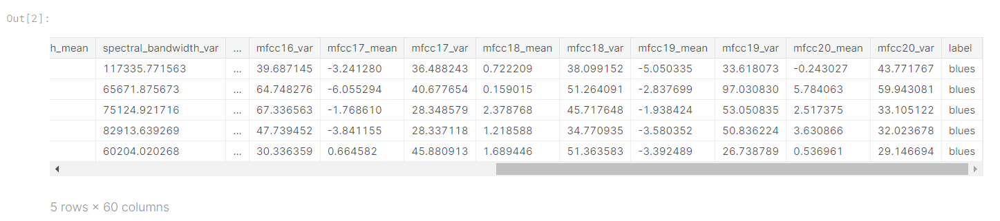 Out[2]:
h_mean spectral_bandwidth_var ... mfcc16_var mfcc17_mean mfcc17_var mfcc18_mean mfcc18_var mfcc19_mean mfcc19_var mfcc20_mean mfcc20_var label
117335.771563 ... 39.687145 -3.241280 36.488243 0.722209 38.099152 -5.050335 33.618073 -0.243027 43.771767 blues
65671.875673 ... 64.748276 -6.055294 40.677654 0.159015 51.264091 -2.837699 97.030830 5.784063 59.943081 blues
75124.921716 ... 67.336563 -1.768610 28.348579 2.378768 45.717648 -1.938424 53.050835 2.517375 33.105122 blues
82913.639269 ... 47.739452 -3.841155 28.337118 1.218588 34.770935 -3.580352 50.836224 3.630866 32.023678 blues
60204.020268 ... 30.336359 0.664582 45.880913 1.689446 51.363583 -3.392489 26.738789 0.536961 29.146694 blues
5 rows × 60 columns